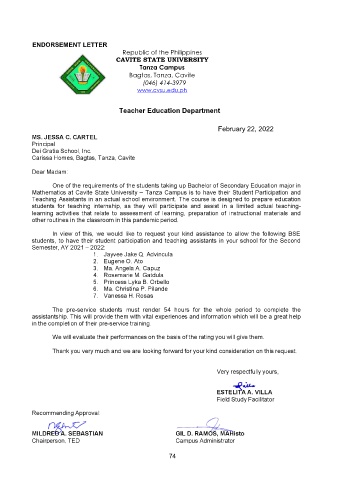 ENDORSEMENT LETTER
Republic of the Philippines
CAVITE STATE UNIVERSITY
Tanza Campus
Bagtas, Tanza, Cavite
(046) 414-3979
www.cvsu.edu.ph
Teacher Education Department
February 22, 2022
MS. JESSA C. CARTEL
Principal
Dei Gratia School, Inc.
Carissa Homes, Bagtas, Tanza, Cavite
Dear Madam:
One of the requirements of the students taking up Bachelor of Secondary Education major in
Mathematics at Cavite State University – Tanza Campus is to have their Student Participation and
Teaching Assistants in an actual school environment. The course is designed to prepare education
students for teaching internship, as they will participate and assist in a limited actual teaching-
learning activities that relate to assessment of learning, preparation of instructional materials and
other routines in the classroom in this pandemic period.
In view of this, we would like to request your kind assistance to allow the following BSE
students, to have their student participation and teaching assistants in your school for the Second
Semester, AY 2021 – 2022:
1. Jayvee Jake Q. Advincula
2. Eugene O. Ato
3. Ma. Angela A. Capuz
4. Rosemarie M. Gatdula
5. Princess Lyka B. Orbello
6. Ma. Christina P. Pilande
7. Vanessa H. Rosas
The pre-service students must render 54 hours for the whole period to complete the
assistantship. This will provide them with vital experiences and information which will be a great help
in the completion of their pre-service training.
We will evaluate their performances on the basis of the rating you will give them.
Thank you very much and we are looking forward for your kind consideration on this request.
Very respectfully yours,
ESTELITA A. VILLA
Field Study Facilitator
Recommending Approval:
MILDRED A. SEBASTIAN
Chairperson, TED
GIL D. RAMOS, MARisto
Campus Administrator
74